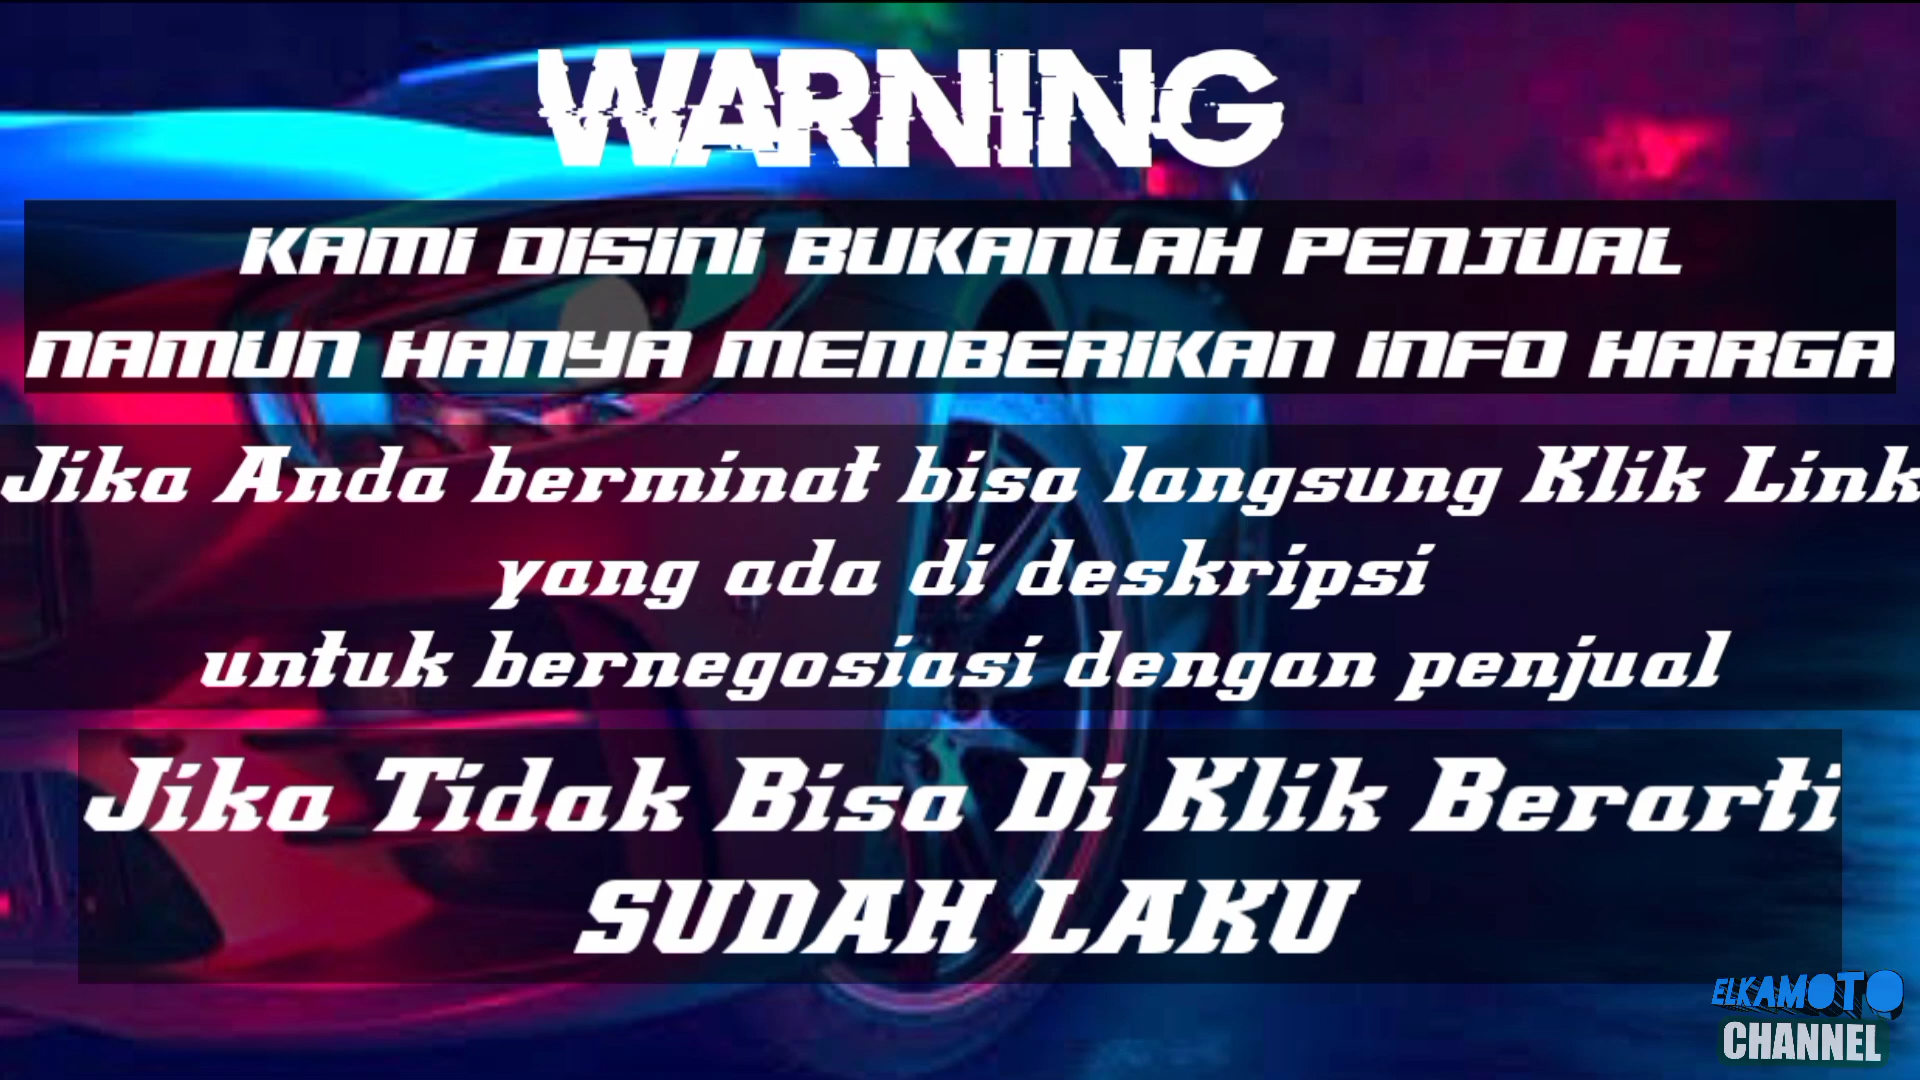 WARNING
KAMI DISINI BUKANLAH PENJUAL
NAMUN HANYA MEMBERIKAN INFO HARGA
Jika Anda berminat bisa langsung Klik Link
yang ada di deskripsi
untuk bernegosiasi dengan penjual
Jika Tidak Bisa Di Klik Berarti
SUDAH LAKU
ELKAMOTO
CHANNEL